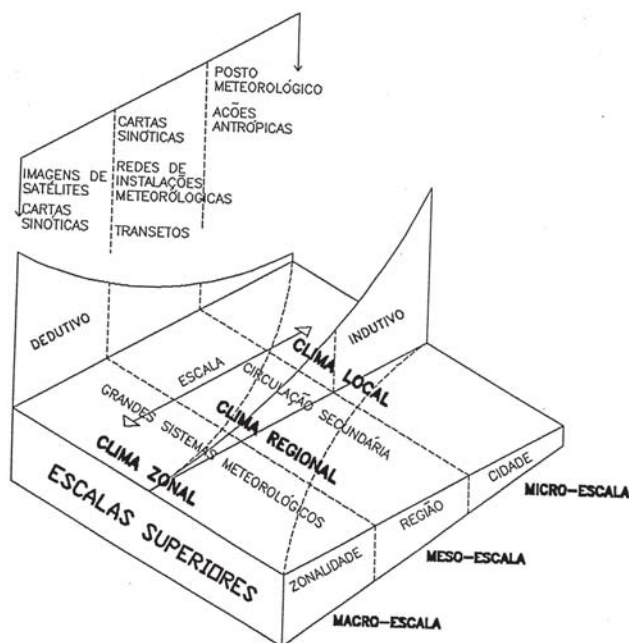 POSTO
METEOROLÓGICO
ACÕES
ANTRÓPICAS
CARTAS
SINÓTICAS
REDES DE
INSTALAÇÕES
METEORÓLOGICAS
TRANSETOS
IMAGENS DE
SATÉLITES
CARTAS
SINÓTICAS
DEDUTIVO
INDUTIVO
ESCALA
CLIMA LOCAL
CIRCULAÇÃO SECUNDÁRIA
CLIMA REGIONAL
GRANDES SISTEMAS METEOROLÓGICOS
CLIMA ZONAL
ESCALAS SUPERIORES
CIDADE
MICRO-ESCALA
REGIÃO
MESO-ESCALA
ZONALIDADE
MACRO-ESCALA